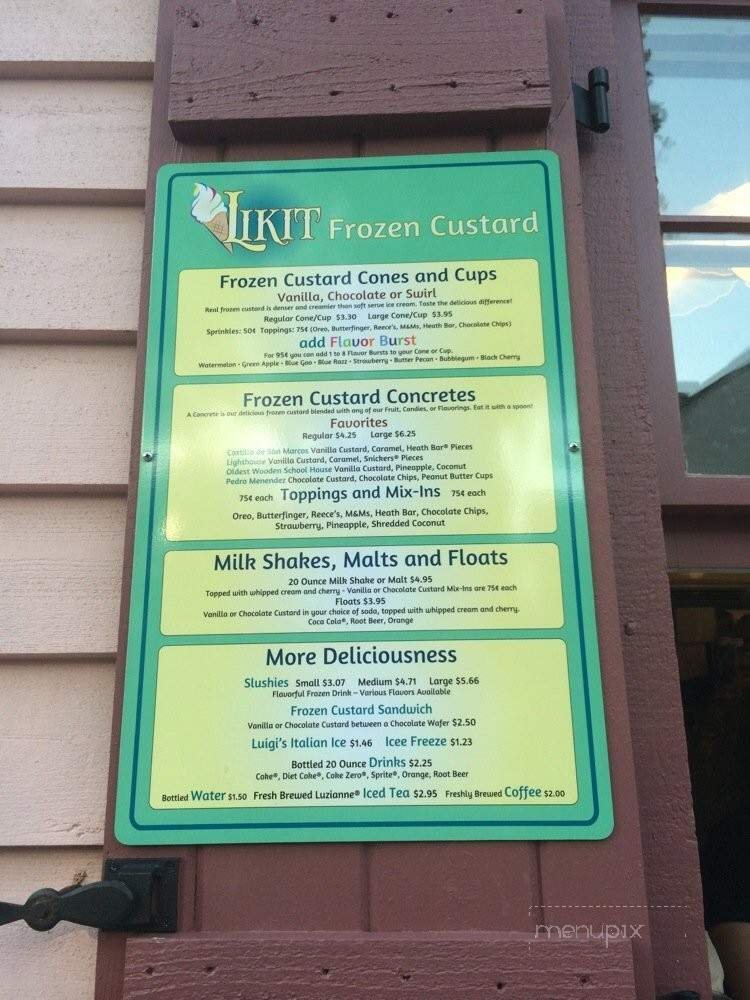 LIKIT Frozen Custard
Frozen Custard Cones and Cups
Vanilla, Chocolate or Swirl
Real frozen custard is denser and creamier than soft serve ice cream. Taste the delicious difference!
Regular Cone/Cup $3.30 Large Cone/Cup $3.95
Sprinkles: 50¢ Toppings: 75¢ (Oreo, Butterfinger, Reece's, M&Ms, Heath Bar, Chocolate Chips)
add Flavor Burst
For 95¢ you can add 1 to 8 Flavor Bursts to your Cone or Cup.
Watermelon • Green Apple • Blue Goo • Blue Razz • Strawberry • Butter Pecan • Bubblegum • Black Cherry
Frozen Custard Concretes
A Concrete is our delicious frozen custard blended with any of our Fruit, Candies, or Flavorings. Eat it with a spoon!
Favorites
Regular $4.25 Large $6.25
Castillo de San Marcos Vanilla Custard, Caramel, Heath Bar® Pieces
Lighthouse Vanilla Custard, Caramel, Snickers® Pieces
Oldest Wooden School House Vanilla Custard, Pineapple, Coconut
Pedro Menendez Chocolate Custard, Chocolate Chips, Peanut Butter Cups
75¢ each Toppings and Mix-Ins 75¢ each
Oreo, Butterfinger, Reece's, M&Ms, Heath Bar, Chocolate Chips,
Strawberry, Pineapple, Shredded Coconut
Milk Shakes, Malts and Floats
20 Ounce Milk Shake or Malt $4.95
Topped with whipped cream and cherry - Vanilla or Chocolate Custard Mix-Ins are 75¢ each
Floats $3.95
Vanilla or Chocolate Custard in your choice of soda, topped with whipped cream and cherry.
Coca Cola®, Root Beer, Orange
More Deliciousness
Slushies Small $3.07 Medium $4.71 Large $5.66
Flavorful Frozen Drink – Various Flavors Available
Frozen Custard Sandwich
Vanilla or Chocolate Custard between a Chocolate Wafer $2.50
Luigi's Italian Ice $1.46 Icee Freeze $1.23
Bottled 20 Ounce Drinks $2.25
Coke®, Diet Coke®, Coke Zero®, Sprite®, Orange, Root Beer
Bottled Water $1.50 Fresh Brewed Luzianne® Iced Tea $2.95 Freshly Brewed Coffee $2.00
menupix